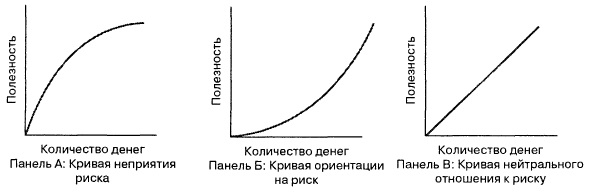 Полезность
Количество денег
Панель А: Кривая неприятия
риска
Полезность
Количество денег
Панель Б: Кривая ориентации
на риск
Полезность
Количество денег
Панель В: Кривая нейтрального
отношения к риску